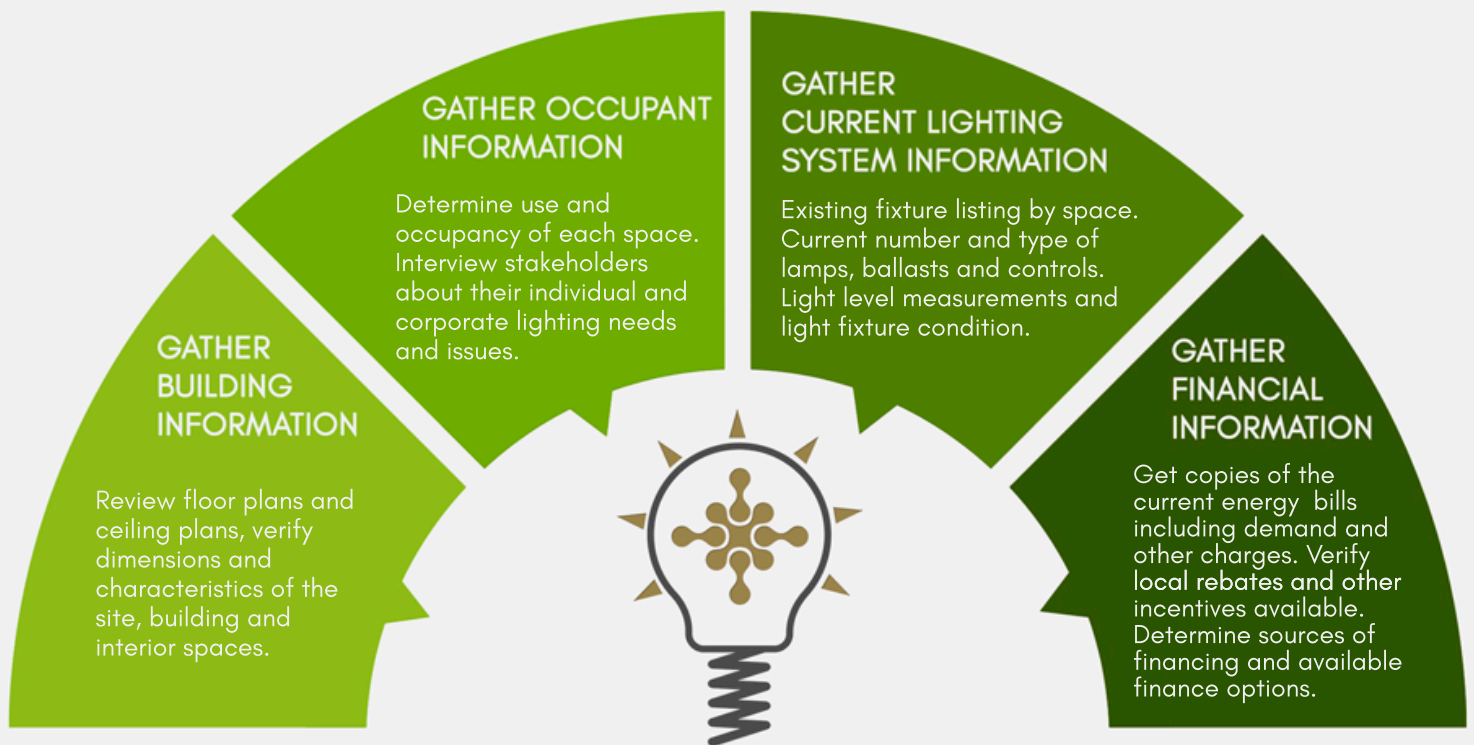 GATHER
BUILDING
INFORMATION
Review floor plans and
ceiling plans, verify
dimensions and
characteristics of the
site, building and
interior spaces.
GATHER OCCUPANT
INFORMATION
Determine use and
occupancy of each space.
Interview stakeholders
about their individual and
corporate lighting needs
and issues.
GATHER
CURRENT LIGHTING
SYSTEM INFORMATION
Existing fixture listing by space.
Current number and type of
lamps, ballasts and controls.
Light level measurements and
light fixture condition.
GATHER
FINANCIAL
INFORMATION
Get copies of the
current energy bills
including demand and
other charges. Verify
local rebates and other
incentives available.
Determine sources of
financing and available
finance options.